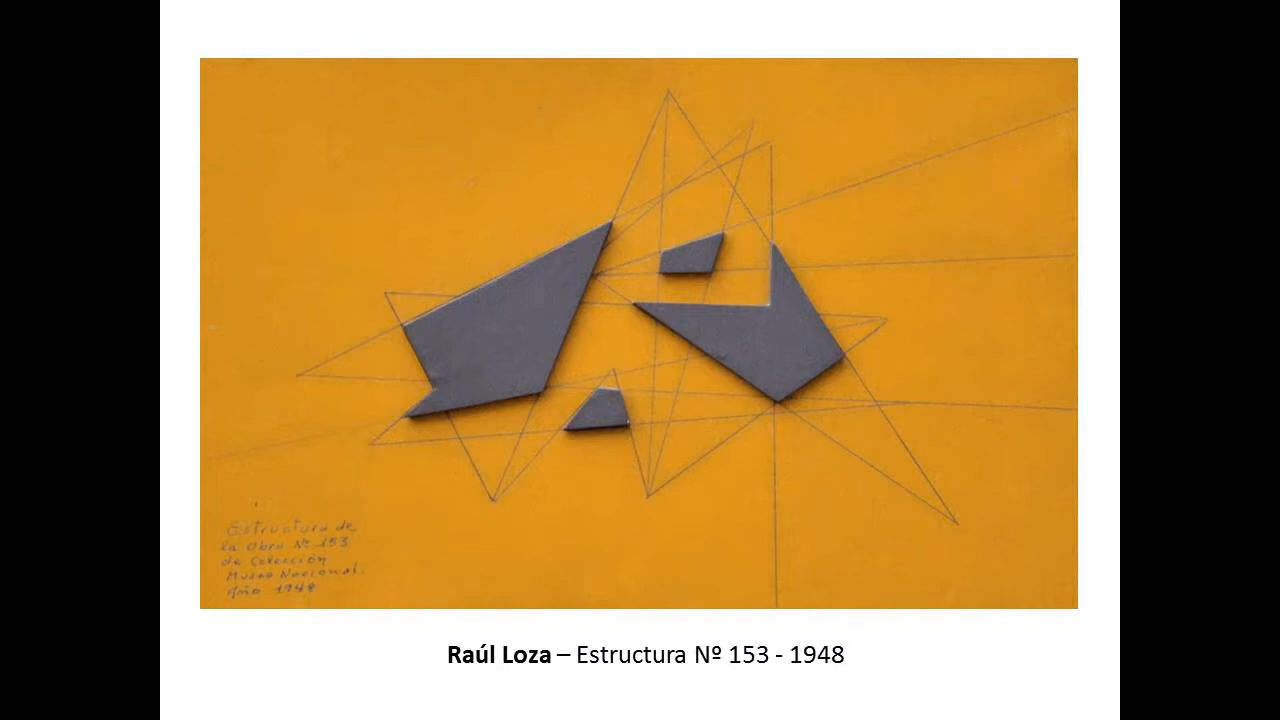 Estructura de
la Obra Nº 153
de Colección
Museo Nacional.
Año 1948
Raúl Loza – Estructura Nº 153 - 1948